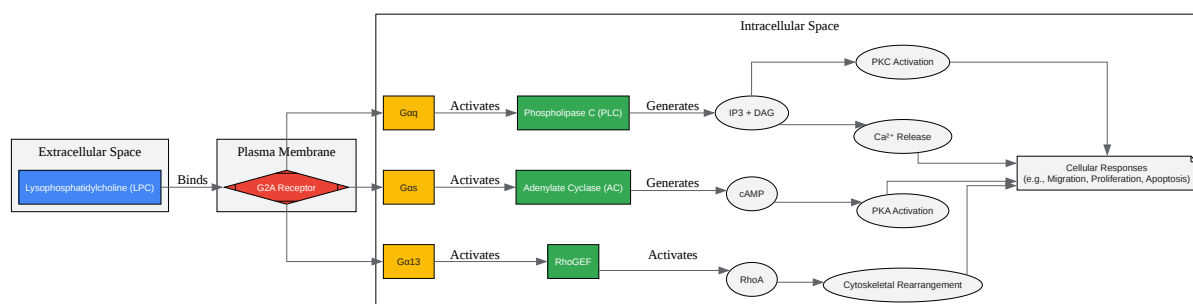 Intracellular Space
PKC Activation
Gαq
Activates
Phospholipase C (PLC)
Generates
IP3 + DAG
Ca²⁺ Release
Extracellular Space
Plasma Membrane
Lysophosphatidylcholine (LPC)
Binds
G2A Receptor
Gαs
Activates
Adenylate Cyclase (AC)
Generates
cAMP
PKA Activation
Cellular Responses
(e.g., Migration, Proliferation, Apoptosis)
Gα13
Activates
RhoGEF
Activates
RhoA
Cytoskeletal Rearrangement